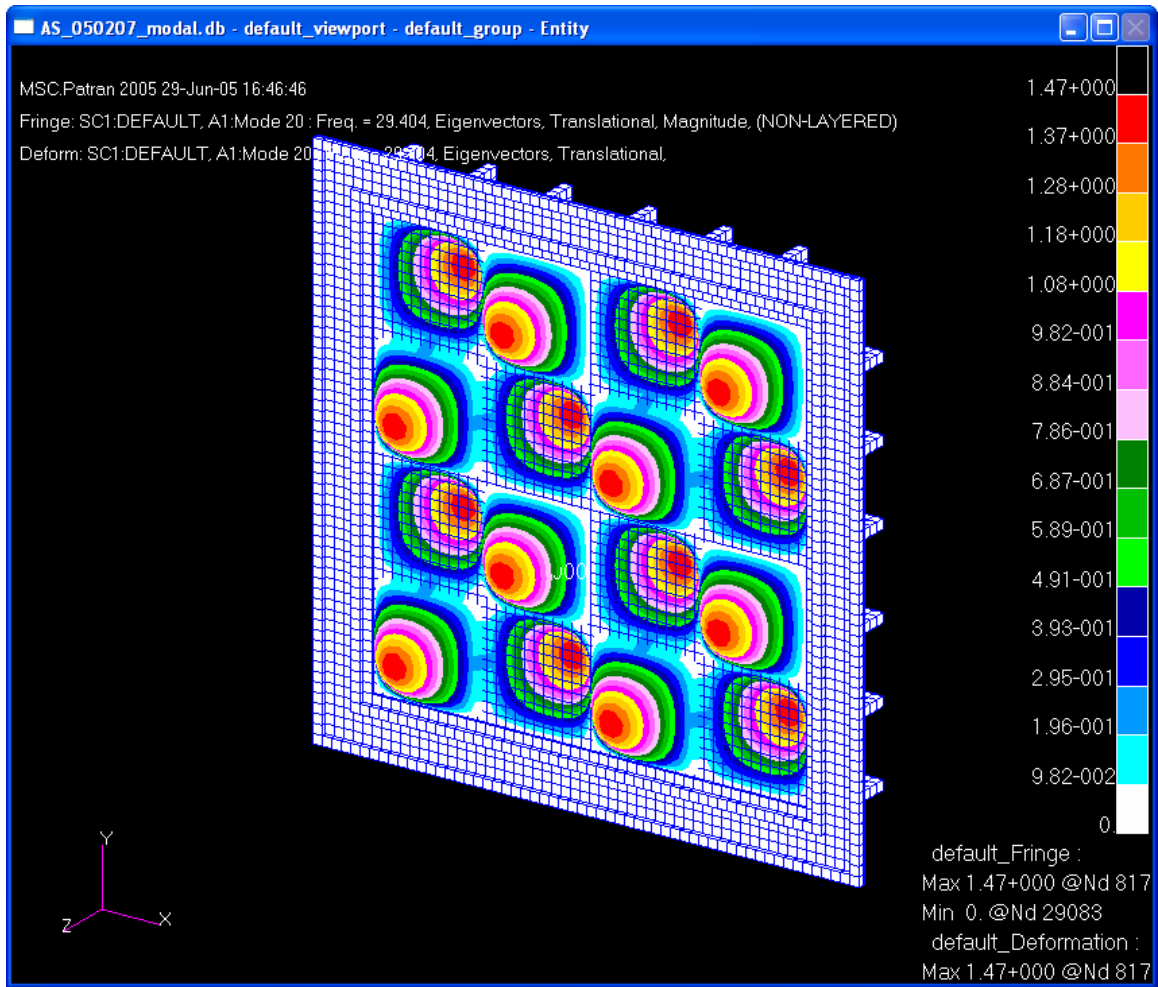 AS_050207_modal.db - default_viewport - default_group - Entity
MSC.Patran 2005 29-Jun-05 16:46:46
Fringe: SC1:DEFAULT, A1:Mode 20 : Freq. = 29.404, Eigenvectors, Translational, Magnitude, (NON-LAYERED)
Deform: SC1:DEFAULT, A1:Mode 20 04, Eigenvectors, Translational,
1.47+000
1.37+000
1.28+000
1.18+000
1.08+000
9.82-001
8.84-001
7.86-001
6.87-001
5.89-001
4.91-001
3.93-001
2.95-001
1.96-001
9.82-002
0.
default_Fringe :
Max 1.47+000 @Nd 817
Min 0. @Nd 29083
default_Deformation :
Max 1.47+000 @Nd 817
Y
Z
X